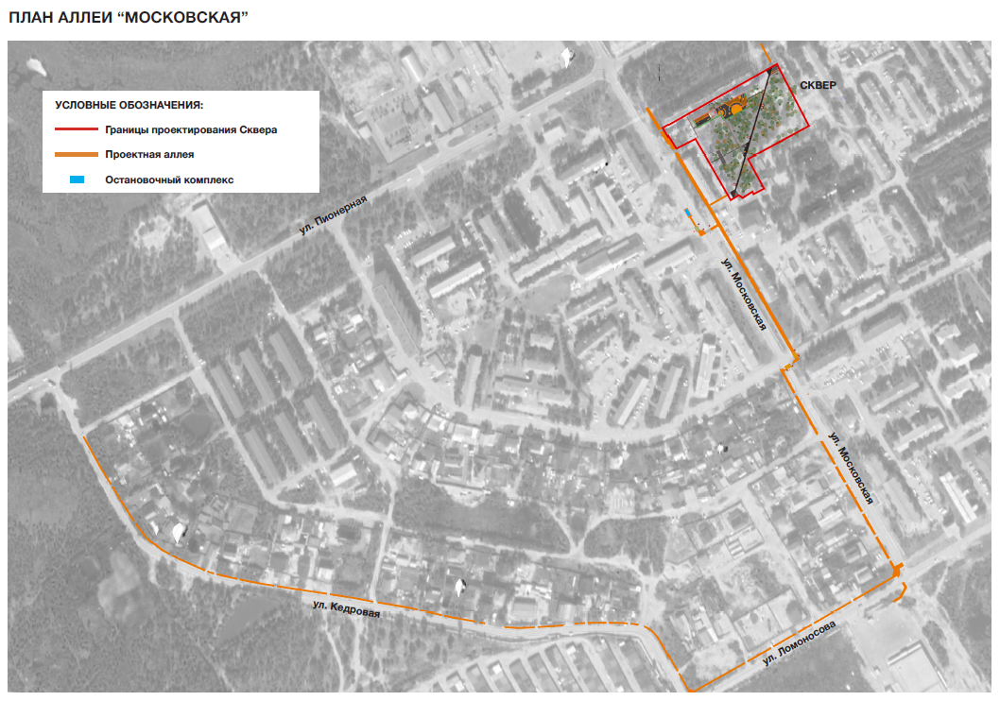 ПЛАН АЛЛЕИ “МОСКОВСКАЯ”
СКВЕР
УСЛОВНЫЕ ОБОЗНАЧЕНИЯ:
Границы проектирования Сквера
Проектная аллея
Остановочный комплекс
ул. Пионерная
ул. Московская
ул. Московская
ул. Кедровая
ул. Ломоносова